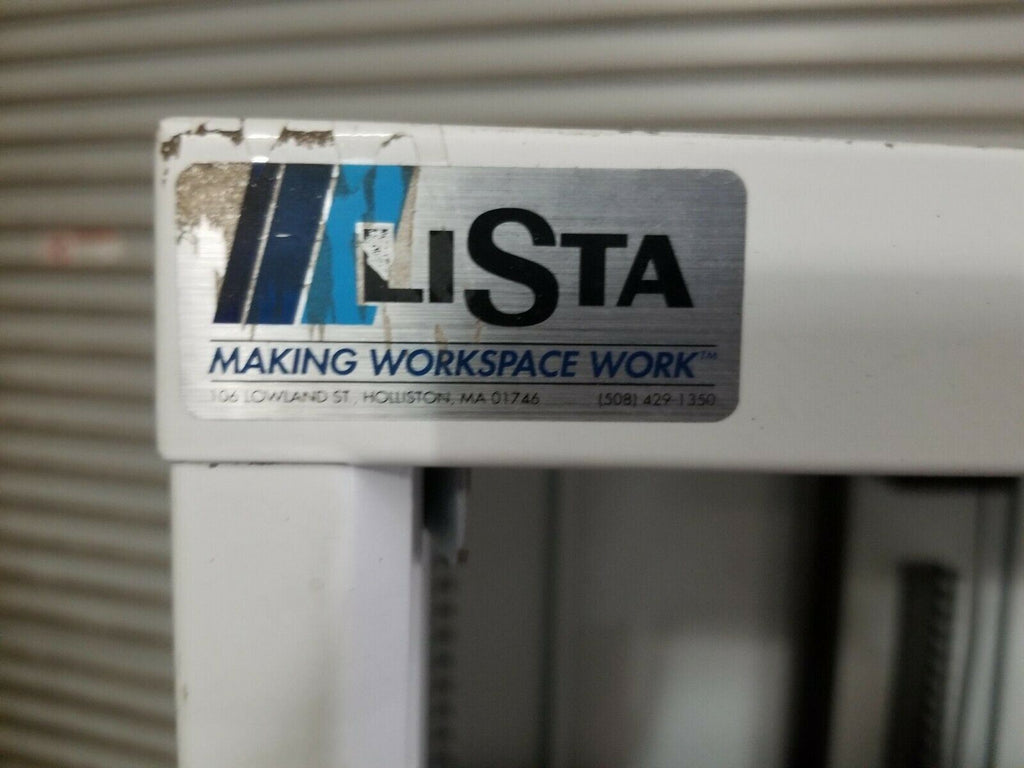 LISTA
MAKING WORKSPACE WORK™
106 LOWLAND ST., HOLLISTON, MA 01746 (508) 429-1350